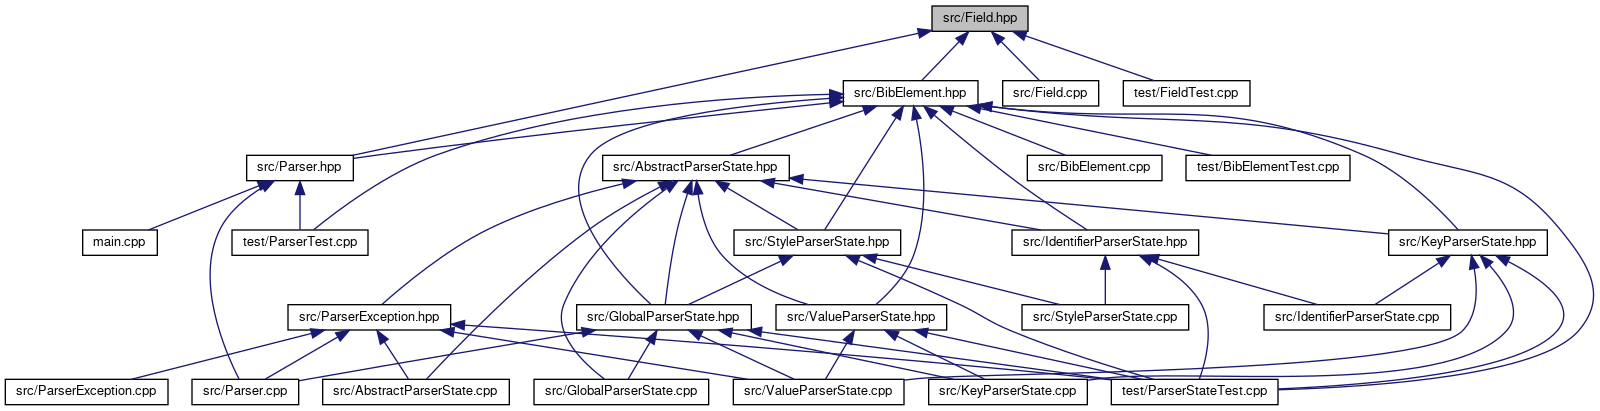 src/Field.hpp
src/BibElement.hpp
src/Field.cpp
test/FieldTest.cpp
src/Parser.hpp
src/AbstractParserState.hpp
src/BibElement.cpp
test/BibElementTest.cpp
main.cpp
test/ParserTest.cpp
src/StyleParserState.hpp
src/IdentifierParserState.hpp
src/KeyParserState.hpp
src/ParserException.hpp
src/GlobalParserState.hpp
src/ValueParserState.hpp
src/StyleParserState.cpp
src/IdentifierParserState.cpp
src/ParserException.cpp
src/Parser.cpp
src/AbstractParserState.cpp
src/GlobalParserState.cpp
src/ValueParserState.cpp
src/KeyParserState.cpp
test/ParserStateTest.cpp